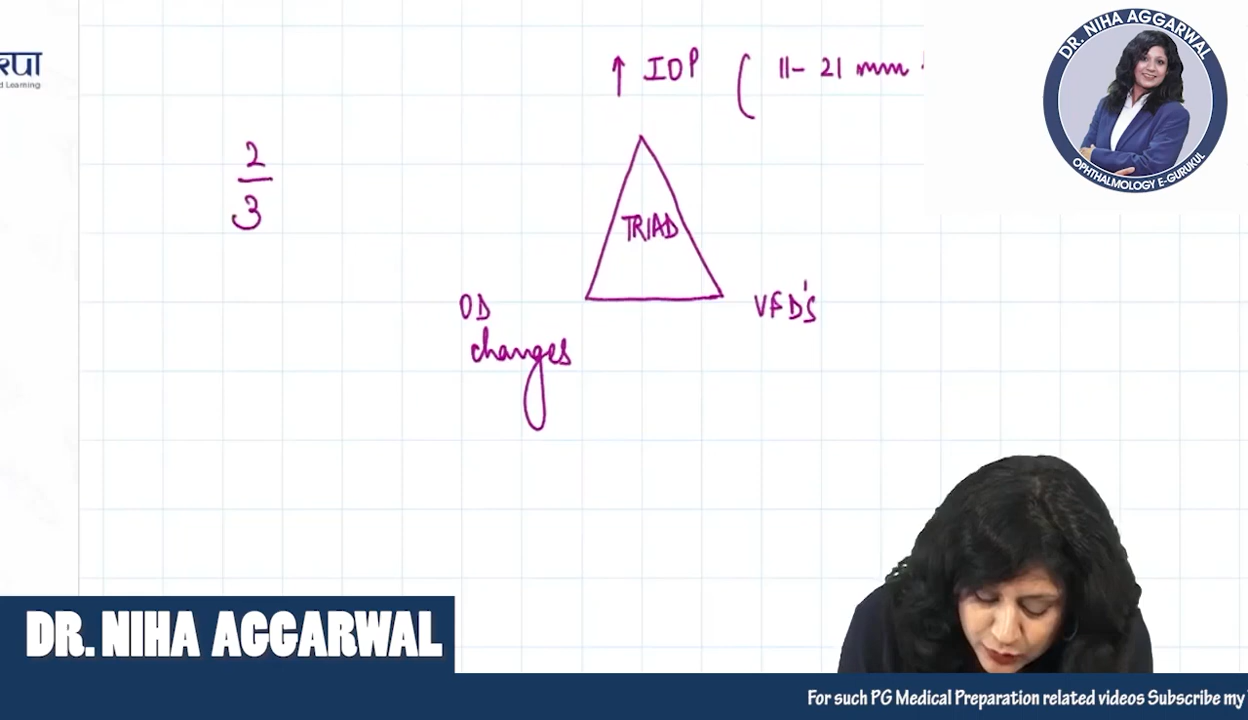 ↑ IOP ( 11- 21 mm
2
3
TRIAD
OD
changes
VFD's
DR. NIHA AGGARWAL
OPHTHALMOLOGY E-GURUKUL
DR. NIHA AGGARWAL
For such PG Medical Preparation related videos Subscribe my